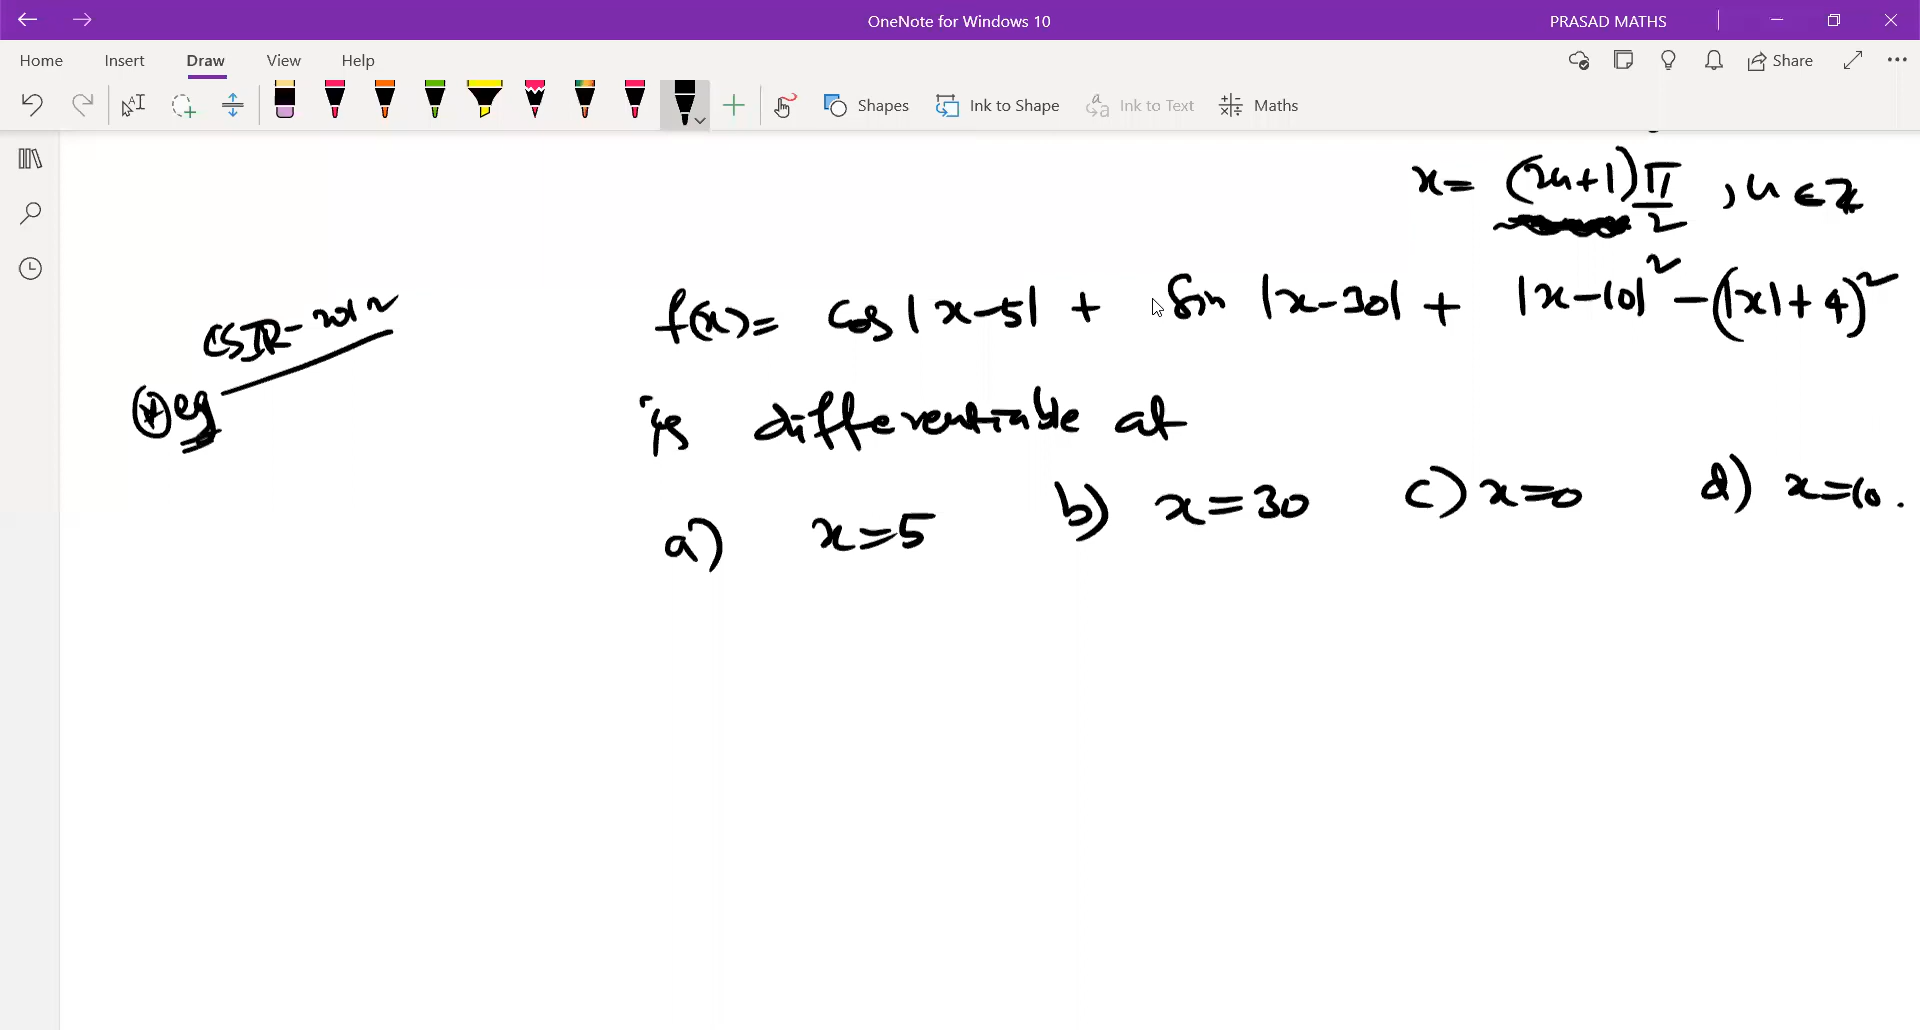 OneNote for Windows 10
PRASAD MATHS
Home Insert Draw View Help
Share
Shapes Ink to Shape Ink to Text Maths
x = (2n+1)π/2 , n ∈ Z
CSIR-2012
f(x) = cos|x-5| + sin |x-30| + |x-10|² - (|x|+4)²
* eg
is differentiable at
a) x=5 b) x=30 c) x=0 d) x=10.